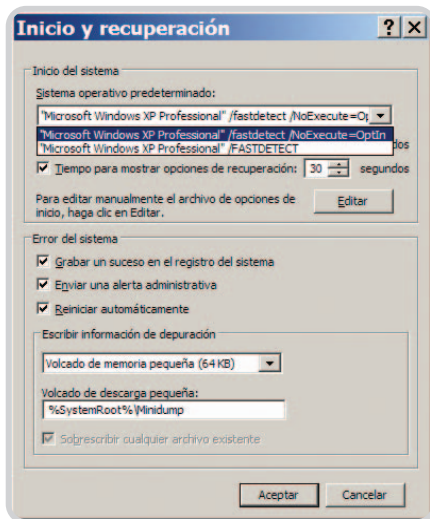 Inicio y recuperación
Inicio del sistema
Sistema operativo predeterminado:
"Microsoft Windows XP Professional" /fastdetect /NoExecute=Op
"Microsoft Windows XP Professional" /fastdetect /NoExecute=OptIn
"Microsoft Windows XP Professional" /FASTDETECT
Tiempo para mostrar opciones de recuperación: 30 segundos
Para editar manualmente el archivo de opciones de
inicio, haga clic en Editar.
Editar
Error del sistema
Grabar un suceso en el registro del sistema
Enviar una alerta administrativa
Reiniciar automáticamente
Escribir información de depuración
Volcado de memoria pequeña (64 KB)
Volcado de descarga pequeña:
%SystemRoot%\Minidump
Sobrescribir cualquier archivo existente
Aceptar Cancelar